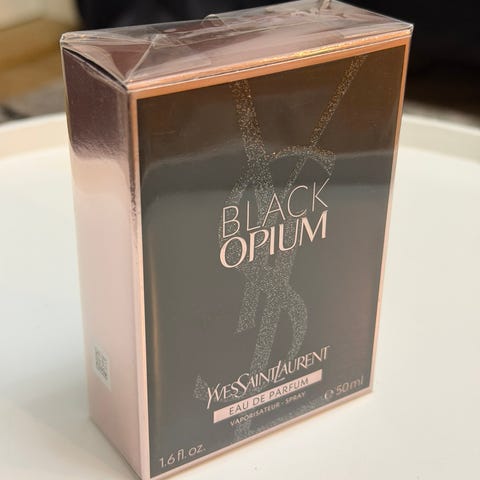 BLACK
OPIUM
YVESSAINTLAURENT
EAU DE PARFUM
VAPORISATEUR - SPRAY
1.6 fl. oz. ℮ 50 ml